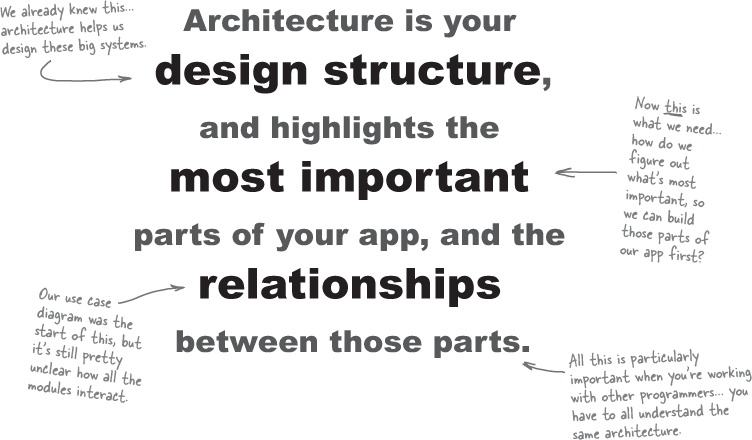 We already knew this...
architecture helps us
design these big systems.
Architecture is your
design structure,
and highlights the
most important
parts of your app, and the
relationships
between those parts.
Now this is
what we need...
how do we
figure out
what's most
important, so
we can build
those parts of
our app first?
Our use case
diagram was the
start of this, but
it's still pretty
unclear how all the
modules interact.
All this is particularly
important when you're working
with other programmers... you
have to all understand the
same architecture.